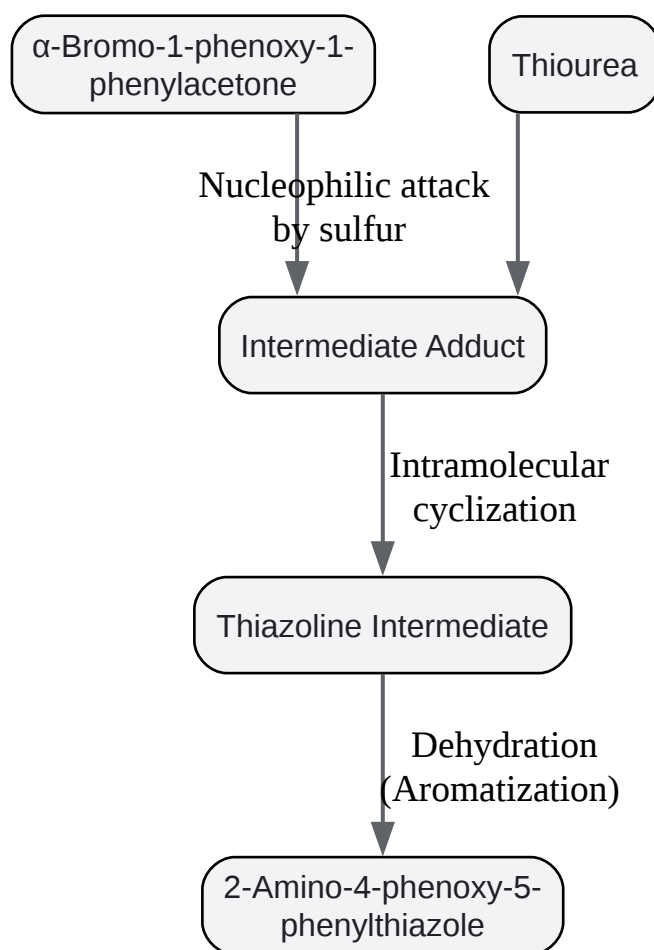 α-Bromo-1-phenoxy-1-
phenylacetone
Thiourea
Nucleophilic attack
by sulfur
Intermediate Adduct
Intramolecular
cyclization
Thiazoline Intermediate
Dehydration
(Aromatization)
2-Amino-4-phenoxy-5-
phenylthiazole